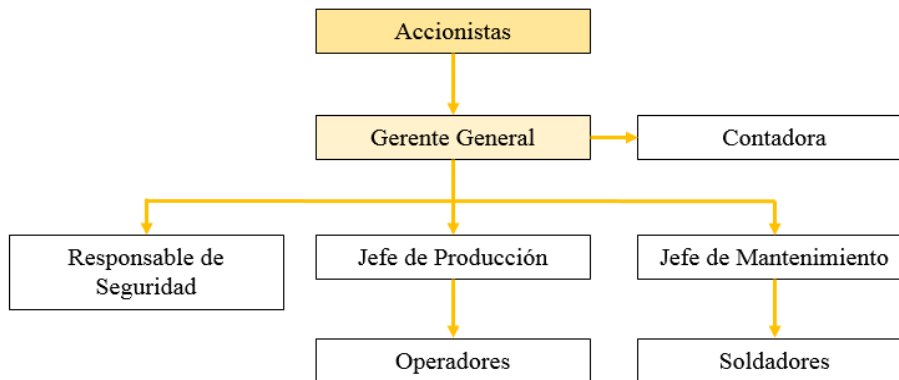 Accionistas
Gerente General
Contadora
Responsable de
Seguridad
Jefe de Producción
Jefe de Mantenimiento
Operadores
Soldadores